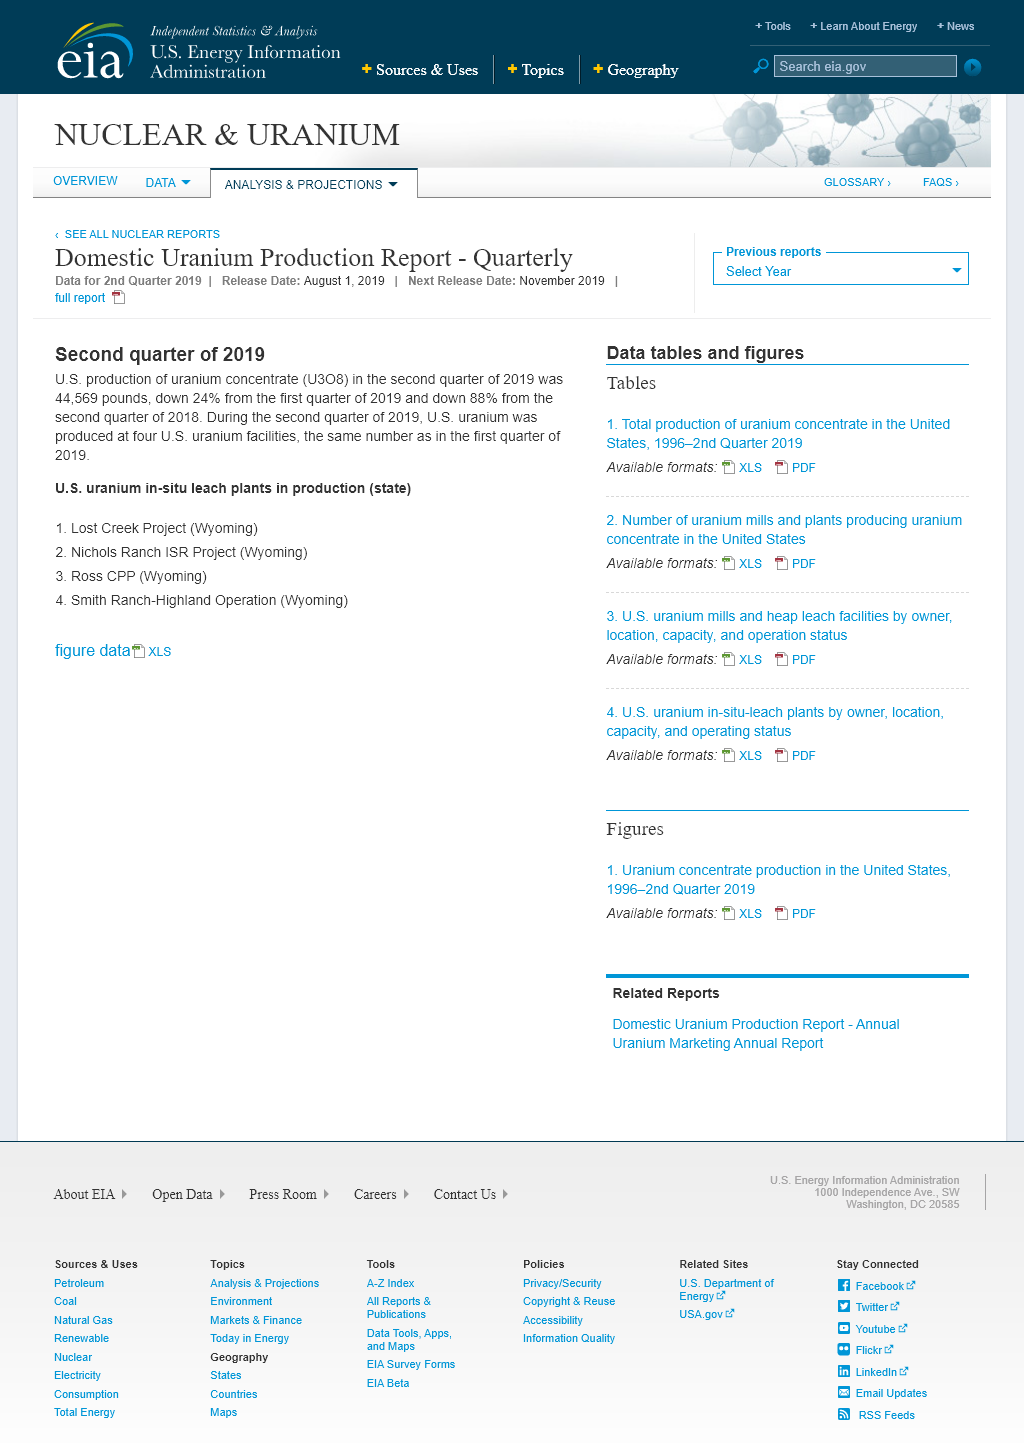 + Tools + Learn About Energy + News
Independent Statistics & Analysis
eia U.S. Energy Information
Administration
+ Sources & Uses + Topics + Geography
Search eia.gov
NUCLEAR & URANIUM
OVERVIEW DATA ANALYSIS & PROJECTIONS GLOSSARY › FAQS ›
‹ SEE ALL NUCLEAR REPORTS
Domestic Uranium Production Report - Quarterly
Data for 2nd Quarter 2019 | Release Date: August 1, 2019 | Next Release Date: November 2019 |
full report
Previous reports
Select Year
Second quarter of 2019
U.S. production of uranium concentrate (U3O8) in the second quarter of 2019 was
44,569 pounds, down 24% from the first quarter of 2019 and down 88% from the
second quarter of 2018. During the second quarter of 2019, U.S. uranium was
produced at four U.S. uranium facilities, the same number as in the first quarter of
2019.
U.S. uranium in-situ leach plants in production (state)
1. Lost Creek Project (Wyoming)
2. Nichols Ranch ISR Project (Wyoming)
3. Ross CPP (Wyoming)
4. Smith Ranch-Highland Operation (Wyoming)
figure data XLS
Data tables and figures
Tables
1. Total production of uranium concentrate in the United
States, 1996–2nd Quarter 2019
Available formats: XLS PDF
2. Number of uranium mills and plants producing uranium
concentrate in the United States
Available formats: XLS PDF
3. U.S. uranium mills and heap leach facilities by owner,
location, capacity, and operation status
Available formats: XLS PDF
4. U.S. uranium in-situ-leach plants by owner, location,
capacity, and operating status
Available formats: XLS PDF
Figures
1. Uranium concentrate production in the United States,
1996–2nd Quarter 2019
Available formats: XLS PDF
Related Reports
Domestic Uranium Production Report - Annual
Uranium Marketing Annual Report
About EIA Open Data Press Room Careers Contact Us
U.S. Energy Information Administration
1000 Independence Ave., SW
Washington, DC 20585
Sources & Uses
Petroleum
Coal
Natural Gas
Renewable
Nuclear
Electricity
Consumption
Total Energy
Topics
Analysis & Projections
Environment
Markets & Finance
Today in Energy
Geography
States
Countries
Maps
Tools
A-Z Index
All Reports &
Publications
Data Tools, Apps,
and Maps
EIA Survey Forms
EIA Beta
Policies
Privacy/Security
Copyright & Reuse
Accessibility
Information Quality
Related Sites
U.S. Department of
Energy
USA.gov
Stay Connected
Facebook
Twitter
Youtube
Flickr
LinkedIn
Email Updates
RSS Feeds